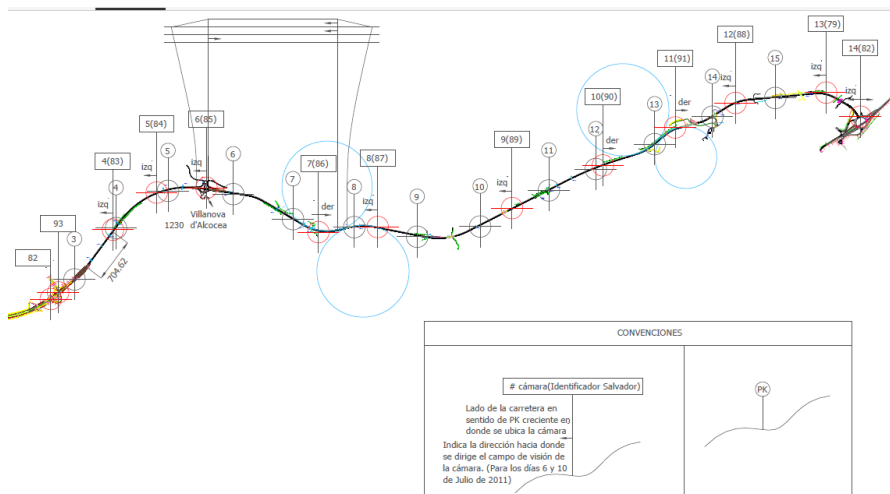 13(79)
12(88)
14(82)
11(91)
izq
15
izq
izq
14
10(90)
der
13
6(85)
5(84)
9(89)
der
12
4(83)
izq
5
izq
6
7(86)
8(87)
izq
11
izq
4
Villanova
d'Alcocea
1230
7
der
8
izq
9
10
93
82
3
704.62
CONVENCIONES
# cámara(Identificador Salvador)
PK
Lado de la carretera en
sentido de PK creciente en
donde se ubica la cámara
Indica la dirección hacia donde
se dirige el campo de visión de
la cámara. (Para los días 6 y 10
de Julio de 2011)